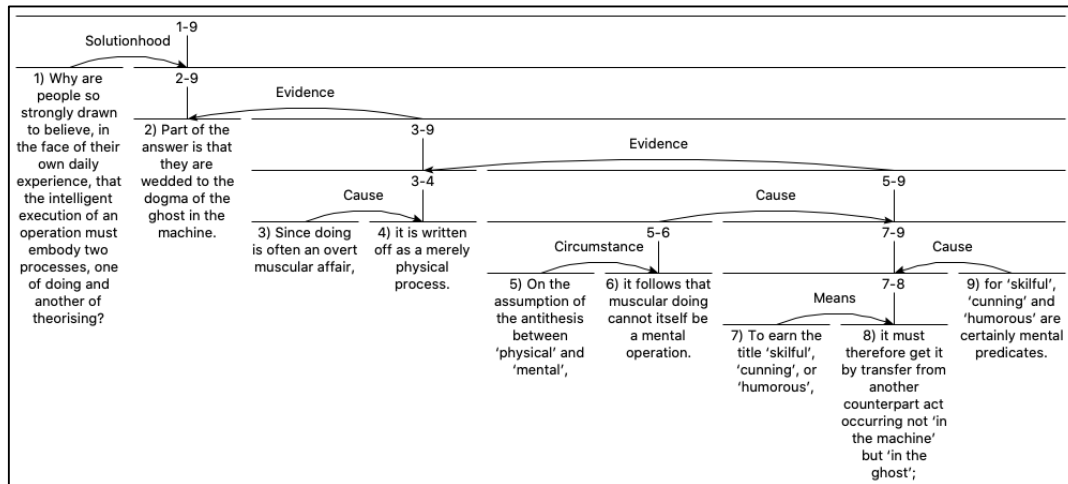 1-9
Solutionhood
2-9
Evidence
3-9
Evidence
3-4
5-9
Cause
Cause
5-6
7-9
Circumstance
Cause
7-8
Means
1) Why are
people so
strongly drawn
to believe, in
the face of their
own daily
experience, that
the intelligent
execution of an
operation must
embody two
processes, one
of doing and
another of
theorising?
2) Part of the
answer is that
they are
wedded to the
dogma of the
ghost in the
machine.
3) Since doing
is often an overt
muscular affair,
4) it is written
off as a merely
physical
process.
5) On the
assumption of
the antithesis
between
‘physical’ and
‘mental’,
6) it follows that
muscular doing
cannot itself be
a mental
operation.
7) To earn the
title ‘skilful’,
‘cunning’, or
‘humorous’,
8) it must
therefore get it
by transfer from
another
counterpart act
occurring not ‘in
the machine’
but ‘in the
ghost’;
9) for ‘skilful’,
‘cunning’ and
‘humorous’ are
certainly mental
predicates.